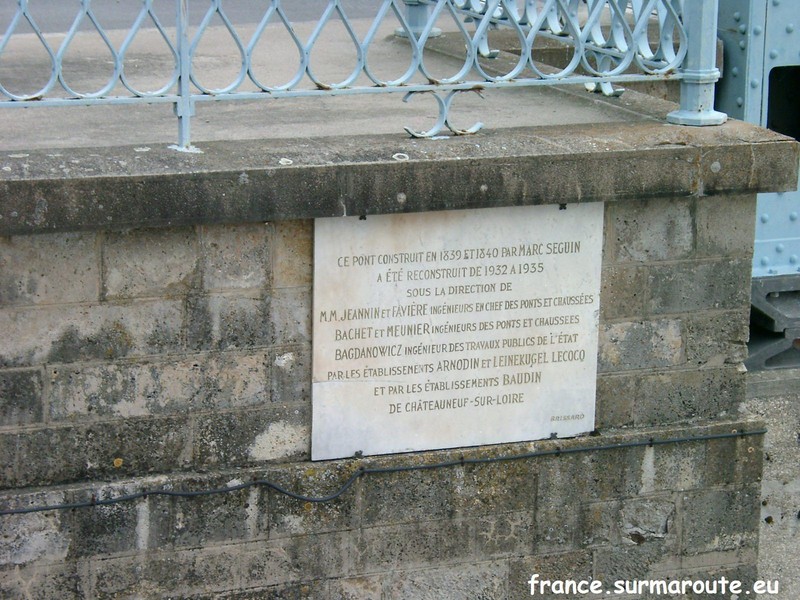 CE PONT CONSTRUIT EN 1839 ET 1840 PAR MARC SEGUIN
A ÉTÉ RECONSTRUIT DE 1932 A 1935
SOUS LA DIRECTION DE
M.M. JEANNIN ET FAVIÈRE INGÉNIEURS EN CHEF DES PONTS ET CHAUSSÉES
BACHET ET MEUNIER INGÉNIEURS DES PONTS ET CHAUSSÉES
BAGDANOWICZ INGÉNIEUR DES TRAVAUX PUBLICS DE L'ÉTAT
PAR LES ÉTABLISSEMENTS ARNODIN ET LEINEKUGEL LECOCQ
ET PAR LES ÉTABLISSEMENTS BAUDIN
DE CHÂTEAUNEUF-SUR-LOIRE
france.surmaroute.eu